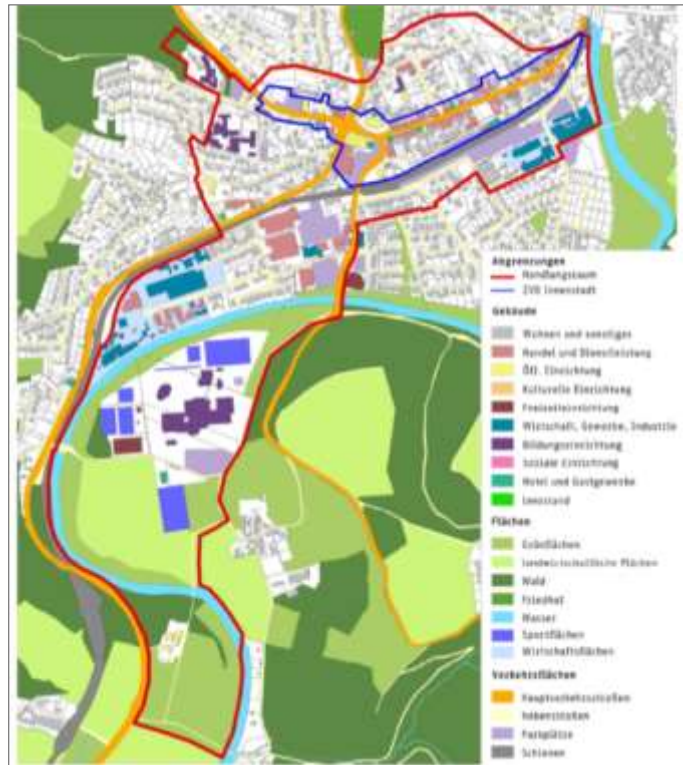 Abgrenzungen
Handlungsraum
ZVB Innenstadt
Gebäude
Wohnen und sonstiges
Handel und Dienstleistung
Öff. Einrichtung
Kulturelle Einrichtung
Freizeiteinrichtung
Wirtschaft, Gewerbe, Industrie
Bildungseinrichtung
Soziale Einrichtung
Hotel und Gastgewerbe
Leerstand
Flächen
Grünflächen
landwirtschaftliche Flächen
Wald
Friedhof
Wasser
Sportflächen
Wirtschaftsflächen
Verkehrsflächen
Hauptverkehrsstraßen
Nebenstraßen
Parkplätze
Schienen